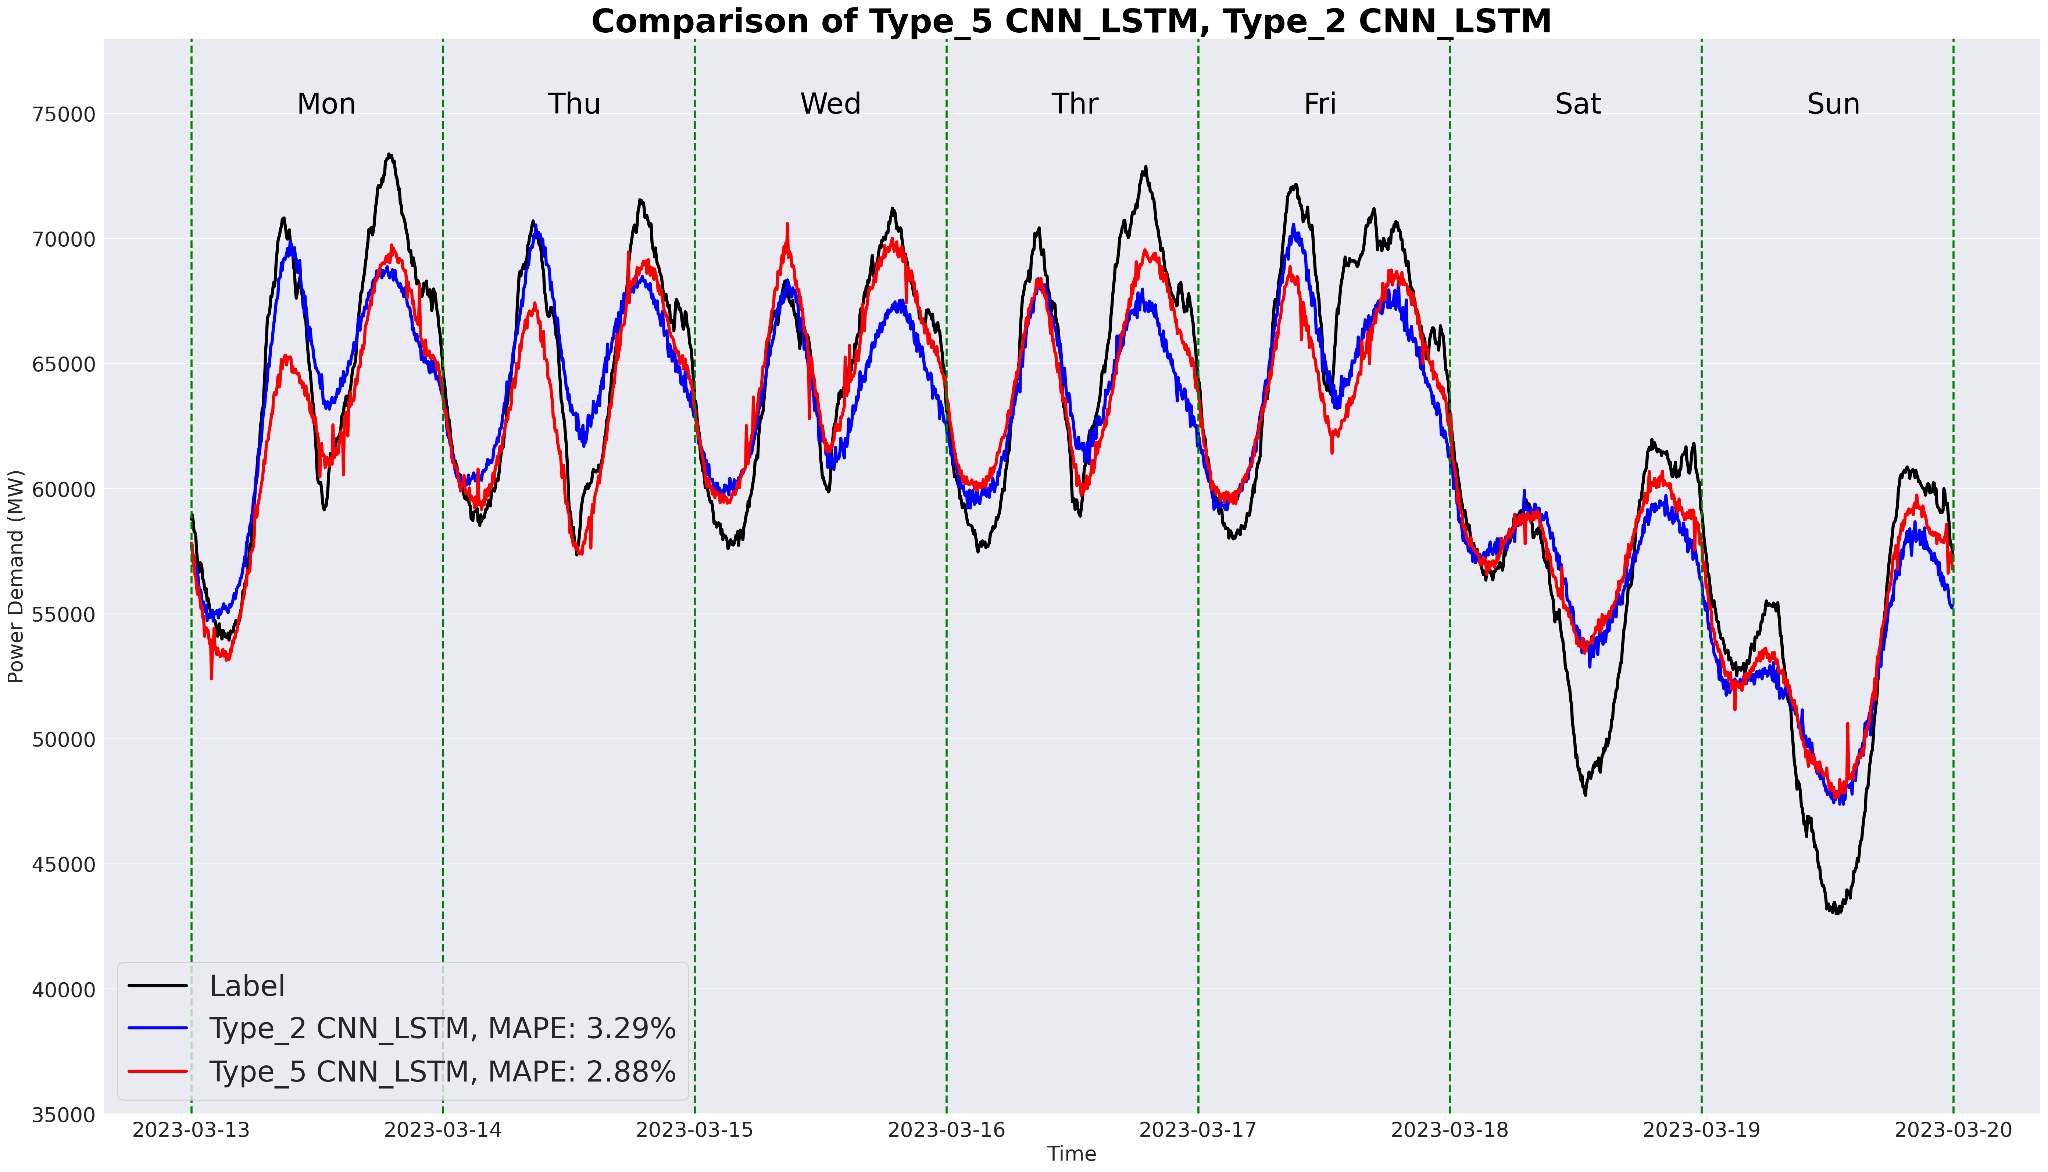 Comparison of Type_5 CNN_LSTM, Type_2 CNN_LSTM
Mon Thu Wed Thr Fri Sat Sun
75000
70000
65000
60000
55000
50000
45000
40000
35000
Power Demand (MW)
Label
Type_2 CNN_LSTM, MAPE: 3.29%
Type_5 CNN_LSTM, MAPE: 2.88%
2023-03-13 2023-03-14 2023-03-15 2023-03-16 2023-03-17 2023-03-18 2023-03-19 2023-03-20
Time